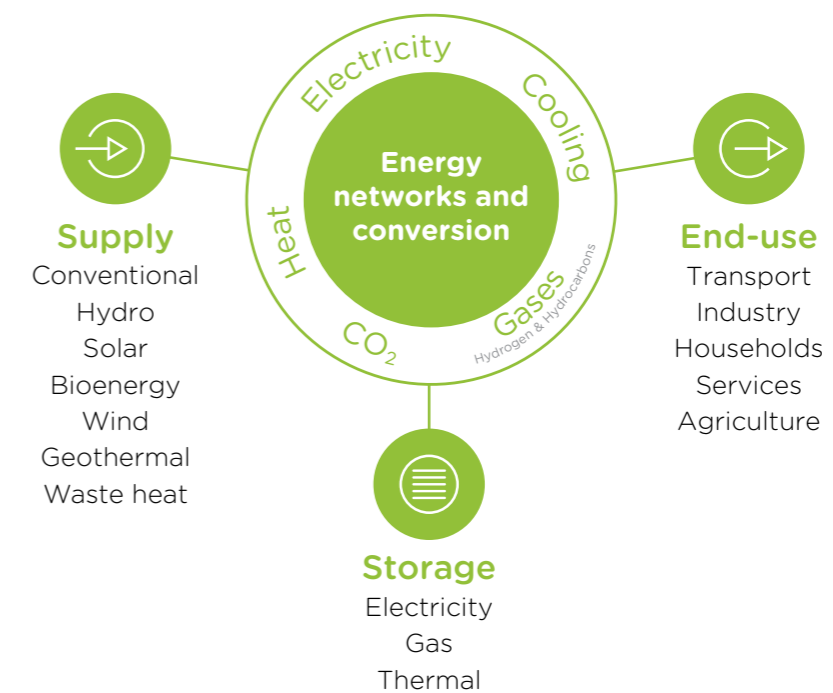 Electricity
Cooling
Heat
Energy
networks and
conversion
Gases
Hydrogen & Hydrocarbons
CO₂
Supply
Conventional
Hydro
Solar
Bioenergy
Wind
Geothermal
Waste heat
End-use
Transport
Industry
Households
Services
Agriculture
Storage
Electricity
Gas
Thermal